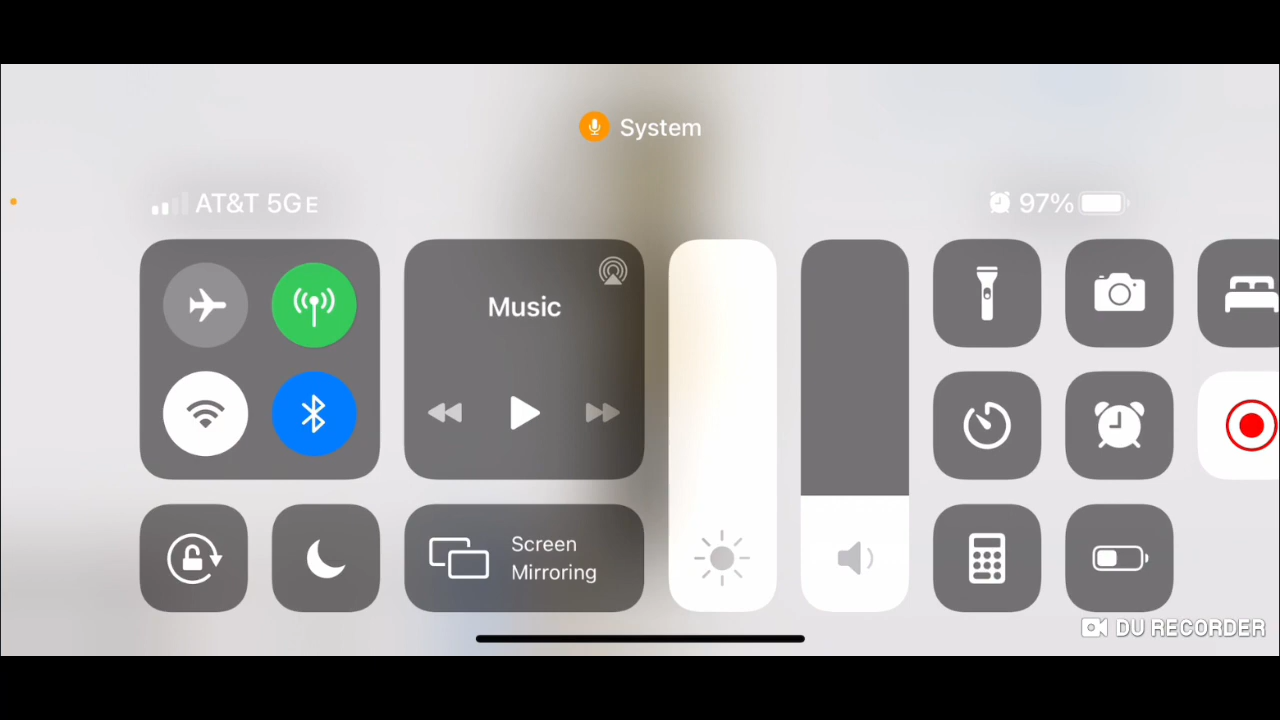 System
AT&T 5GE
97%
Music
Screen
Mirroring
DU RECORDER